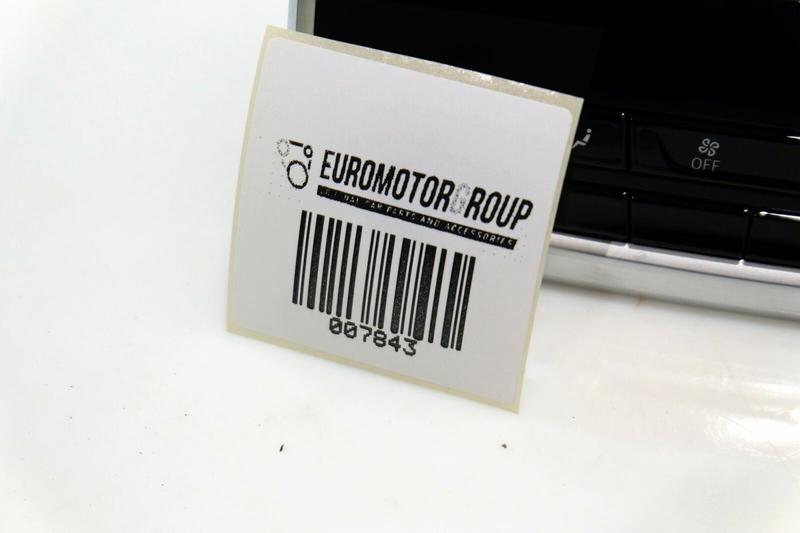 EUROMOTORGROUP
ORIGINAL CAR PARTS AND ACCESSORIES
007843
OFF